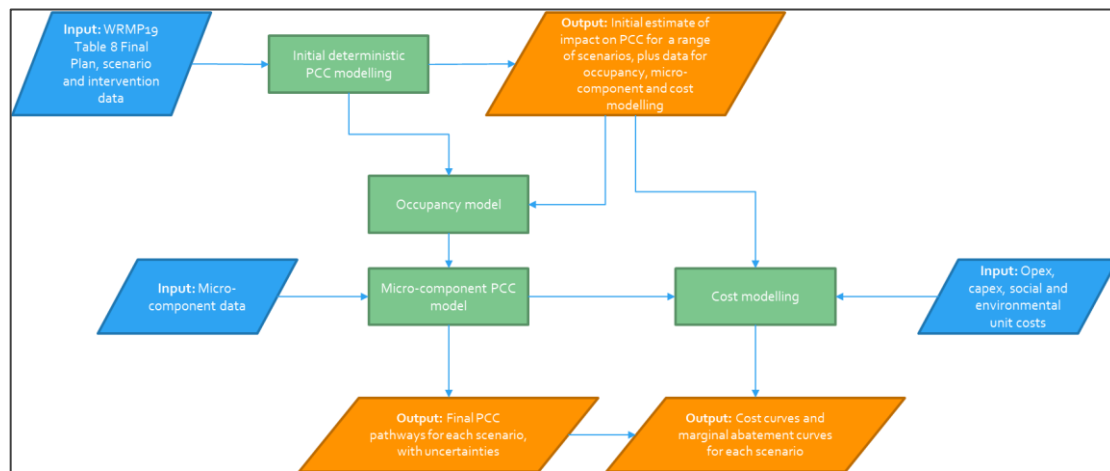 Input: WRMP19
Table 8 Final
Plan, scenario
and intervention
data
Initial deterministic
PCC modelling
Output: Initial estimate of
impact on PCC for a range
of scenarios, plus data for
occupancy, micro-
component and cost
modelling
Occupancy model
Input: Micro-
component data
Micro-component PCC
model
Cost modelling
Input: Opex,
capex, social and
environmental
unit costs
Output: Final PCC
pathways for each scenario,
with uncertainties
Output: Cost curves and
marginal abatement curves
for each scenario